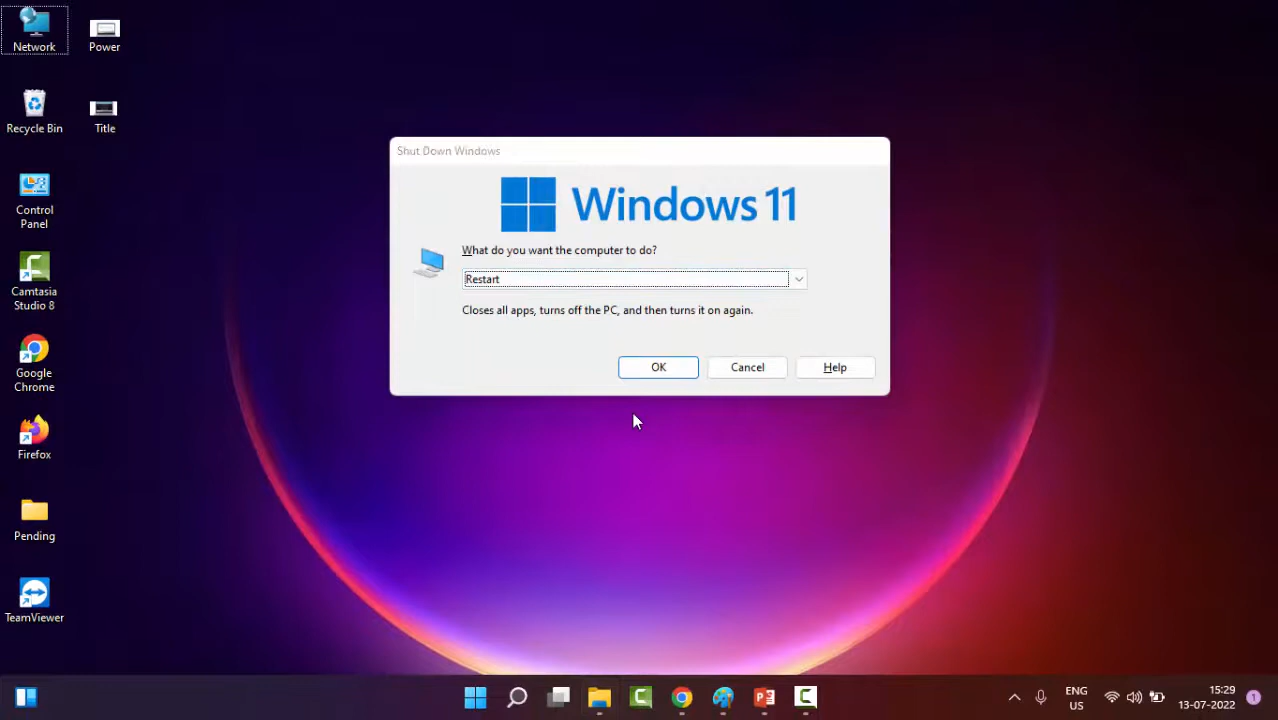 Network
Power
Recycle Bin
Title
Control
Panel
Camtasia
Studio 8
Google
Chrome
Firefox
Pending
TeamViewer
Shut Down Windows
Windows 11
What do you want the computer to do?
Restart
Closes all apps, turns off the PC, and then turns it on again.
OK
Cancel
Help
ENG
US
15:29
13-07-2022
1